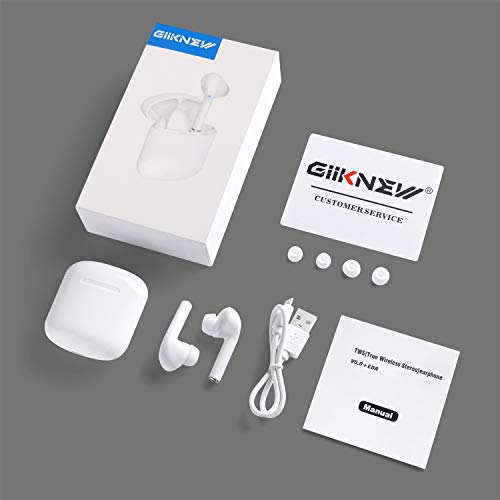 GIIKNEW
GIIKNEW®
CUSTOMER SERVICE
TWS(True Wireless Stereo)earphone
V5.0+EDR
Manual